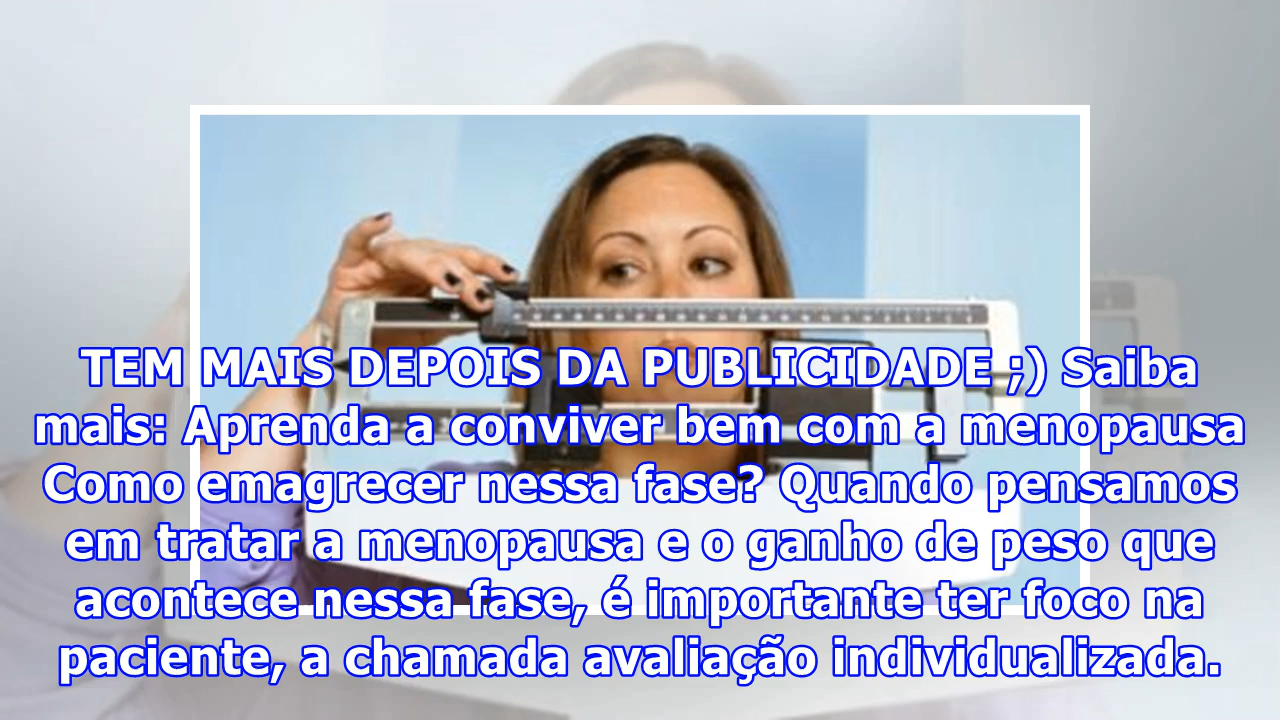 TEM MAIS DEPOIS DA PUBLICIDADE ;) Saiba
mais: Aprenda a conviver bem com a menopausa
Como emagrecer nessa fase? Quando pensamos
em tratar a menopausa e o ganho de peso que
acontece nessa fase, é importante ter foco na
paciente, a chamada avaliação individualizada.